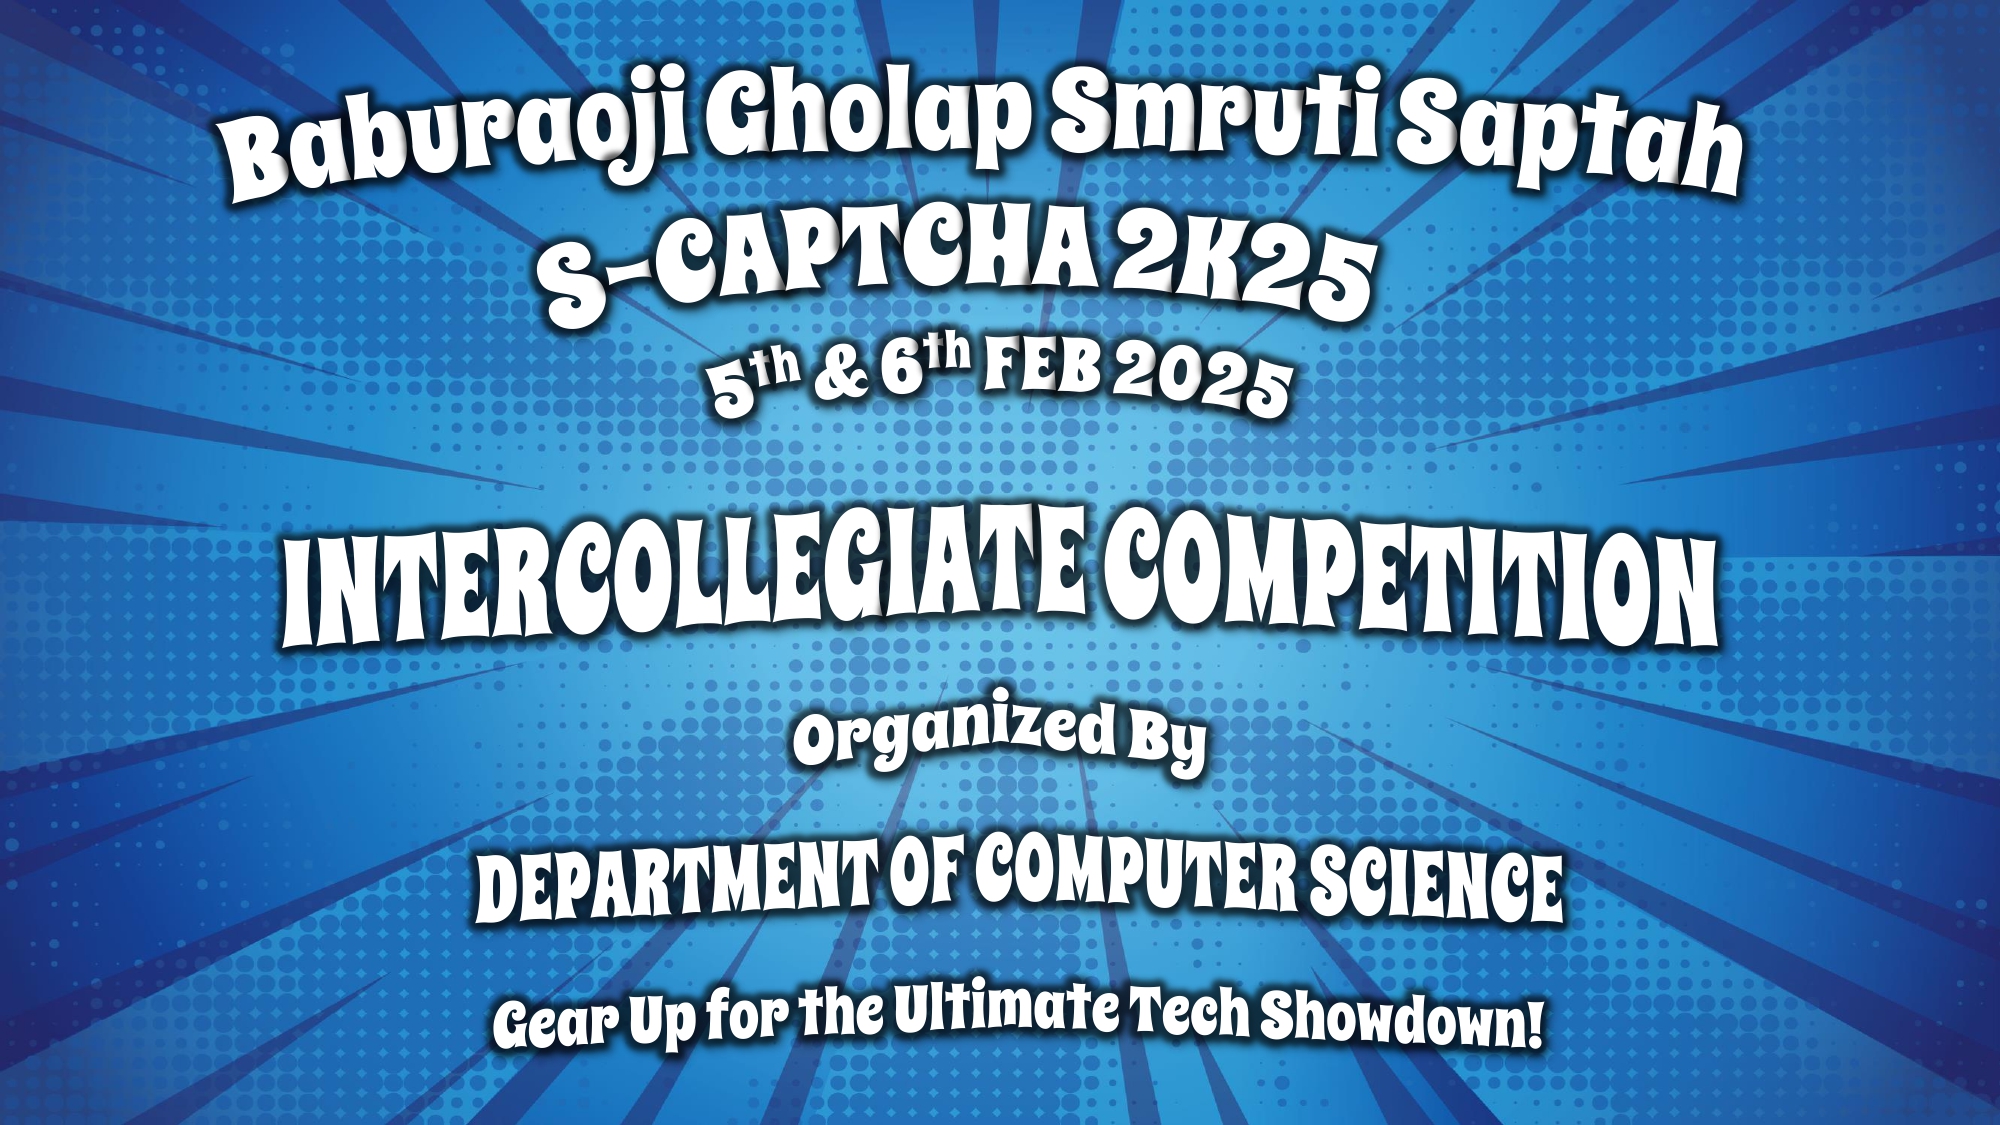 Baburaoji Gholap Smruti Saptah
S-CAPTCHA 2K25
5th & 6th FEB 2025
INTERCOLLEGIATE COMPETITION
Organized By
DEPARTMENT OF COMPUTER SCIENCE
Gear Up for the Ultimate Tech Showdown!